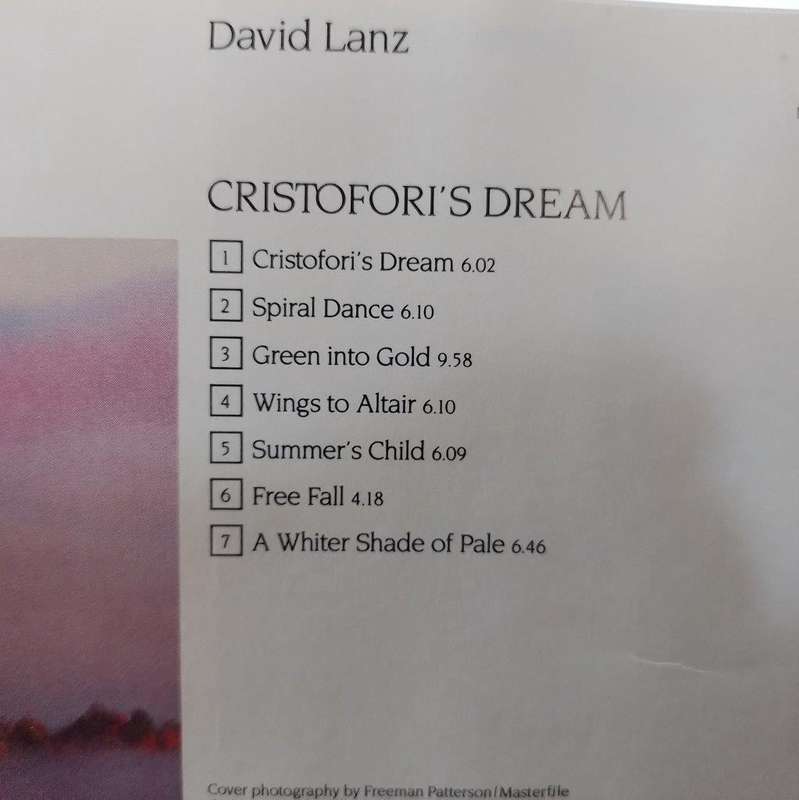 David Lanz
CRISTOFORI'S DREAM
1 Cristofori's Dream 6.02
2 Spiral Dance 6.10
3 Green into Gold 9.58
4 Wings to Altair 6.10
5 Summer's Child 6.09
6 Free Fall 4.18
7 A Whiter Shade of Pale 6.46
Cover photography by Freeman Patterson/Masterfile